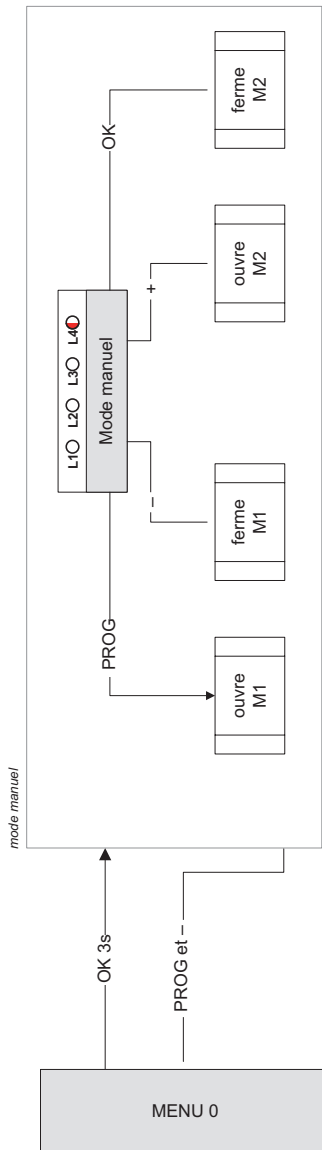 mode manuel
MENU 0
OK 3s
PROG et –
L1 L2 L3 L4
Mode manuel
PROG
–
+
OK
ouvre
M1
ferme
M1
ouvre
M2
ferme
M2